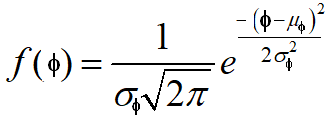 f(ϕ) = 1 / (σ_ϕ √(2π)) e^(−(ϕ−μ_ϕ)² / 2σ_ϕ²)